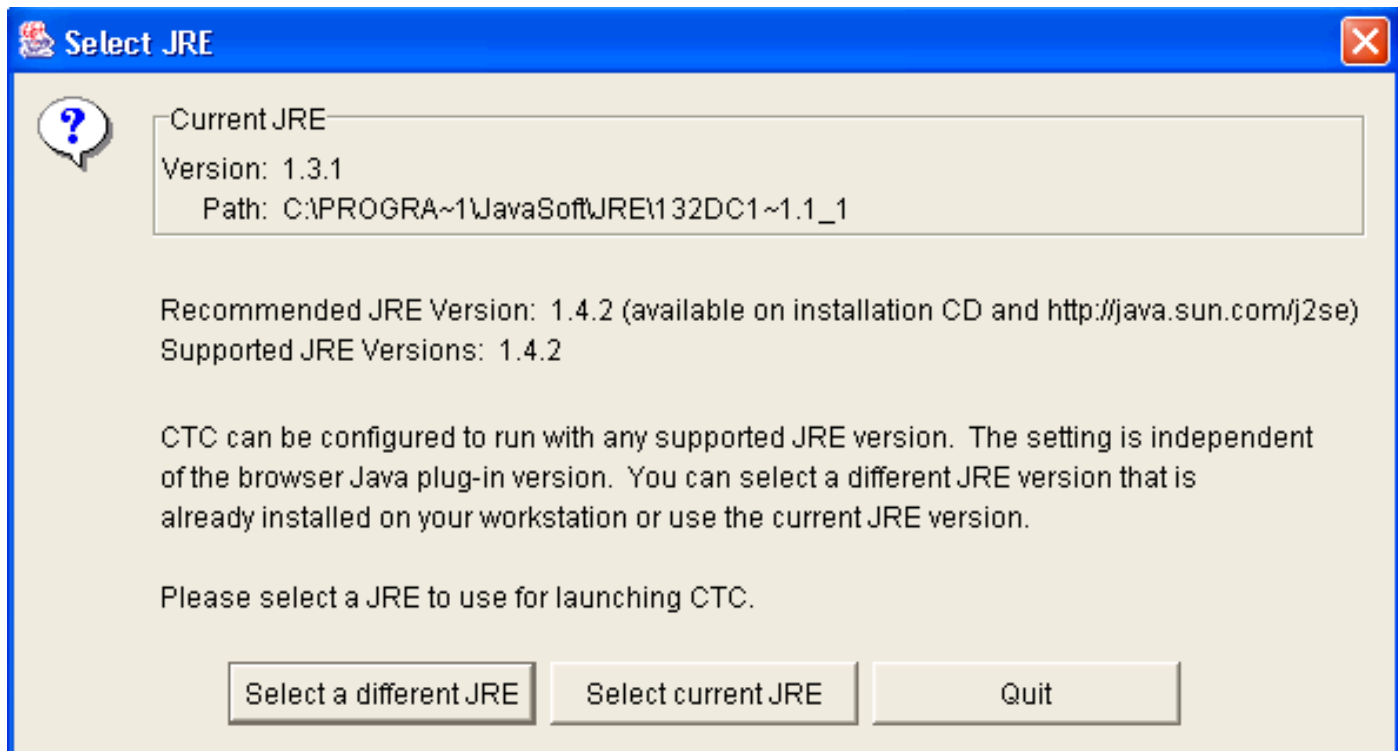 Select JRE
?
Current JRE
Version: 1.3.1
Path: C:\PROGRA~1\JavaSoft\JRE\132DC1~1.1_1
Recommended JRE Version: 1.4.2 (available on installation CD and http://java.sun.com/j2se)
Supported JRE Versions: 1.4.2
CTC can be configured to run with any supported JRE version. The setting is independent
of the browser Java plug-in version. You can select a different JRE version that is
already installed on your workstation or use the current JRE version.
Please select a JRE to use for launching CTC.
Select a different JRE Select current JRE Quit